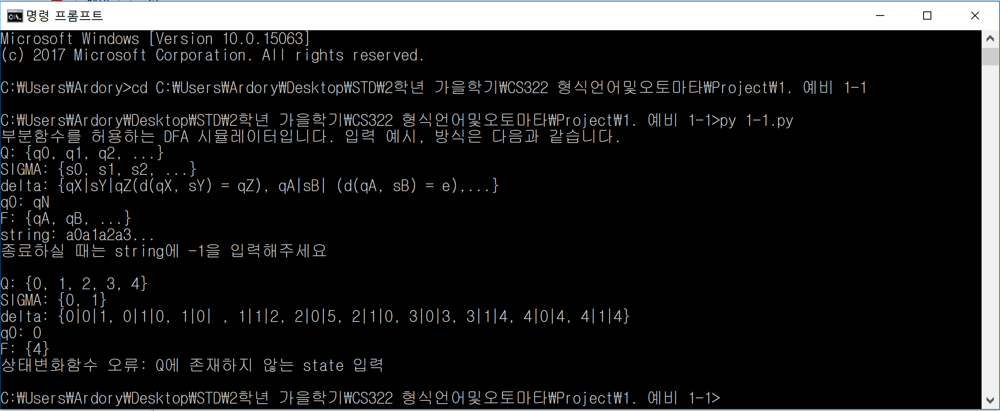 명령 프롬프트
Microsoft Windows [Version 10.0.15063]
(c) 2017 Microsoft Corporation. All rights reserved.
C:₩Users₩Ardory>cd C:₩Users₩Ardory₩Desktop₩STD₩2학년 가을학기₩CS322 형식언어및오토마타₩Project₩1. 예비 1-1
C:₩Users₩Ardory₩Desktop₩STD₩2학년 가을학기₩CS322 형식언어및오토마타₩Project₩1. 예비 1-1>py 1-1.py
부분함수를 허용하는 DFA 시뮬레이터입니다. 입력 예시, 방식은 다음과 같습니다.
Q: {q0, q1, q2, ...}
SIGMA: {s0, s1, s2, ...}
delta: {qX|sY|qZ(d(qX, sY) = qZ), qA|sB| (d(qA, sB) = e),...}
q0: qN
F: {qA, qB, ...}
string: a0a1a2a3...
종료하실 때는 string에 -1을 입력해주세요
Q: {0, 1, 2, 3, 4}
SIGMA: {0, 1}
delta: {0|0|1, 0|1|0, 1|0| , 1|1|2, 2|0|5, 2|1|0, 3|0|3, 3|1|4, 4|0|4, 4|1|4}
q0: 0
F: {4}
상태변화함수 오류: Q에 존재하지 않는 state 입력
C:₩Users₩Ardory₩Desktop₩STD₩2학년 가을학기₩CS322 형식언어및오토마타₩Project₩1. 예비 1-1>